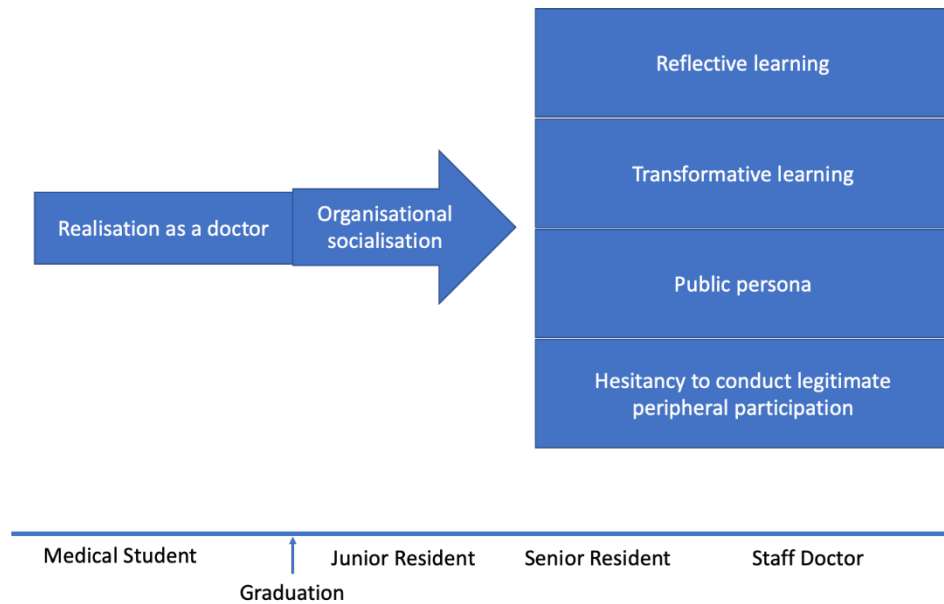 Reflective learning
Transformative learning
Realisation as a doctor
Organisational
socialisation
Public persona
Hesitancy to conduct legitimate
peripheral participation
Medical Student
Junior Resident
Senior Resident
Staff Doctor
Graduation